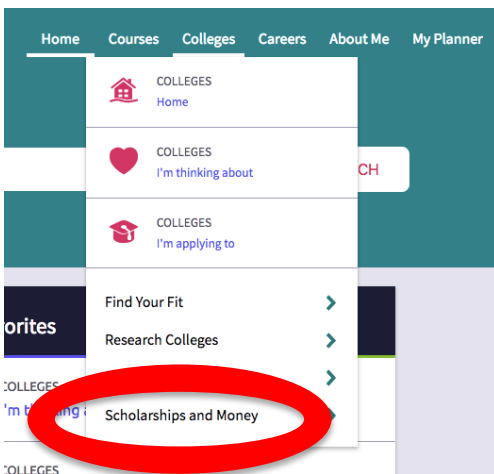 Home Courses Colleges Careers About Me My Planner
COLLEGES
Home
COLLEGES
I'm thinking about
CH
COLLEGES
I'm applying to
Find Your Fit
orites
Research Colleges
COLLEGES
Scholarships and Money
COLLEGES